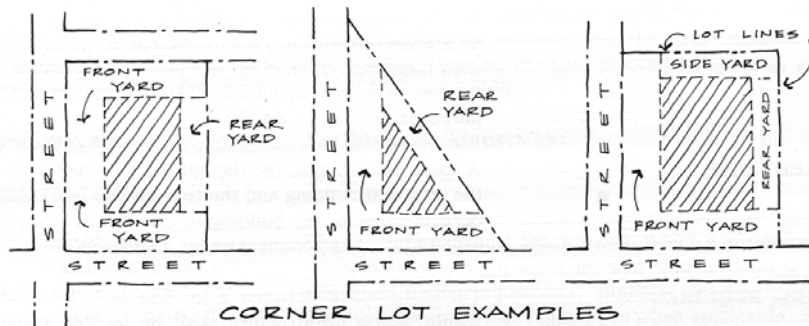 FRONT
YARD
STREET
REAR
YARD
FRONT
YARD
STREET
STREET
REAR
YARD
FRONT YARD
STREET
LOT LINES
SIDE YARD
STREET
REAR YARD
FRONT YARD
STREET
CORNER LOT EXAMPLES